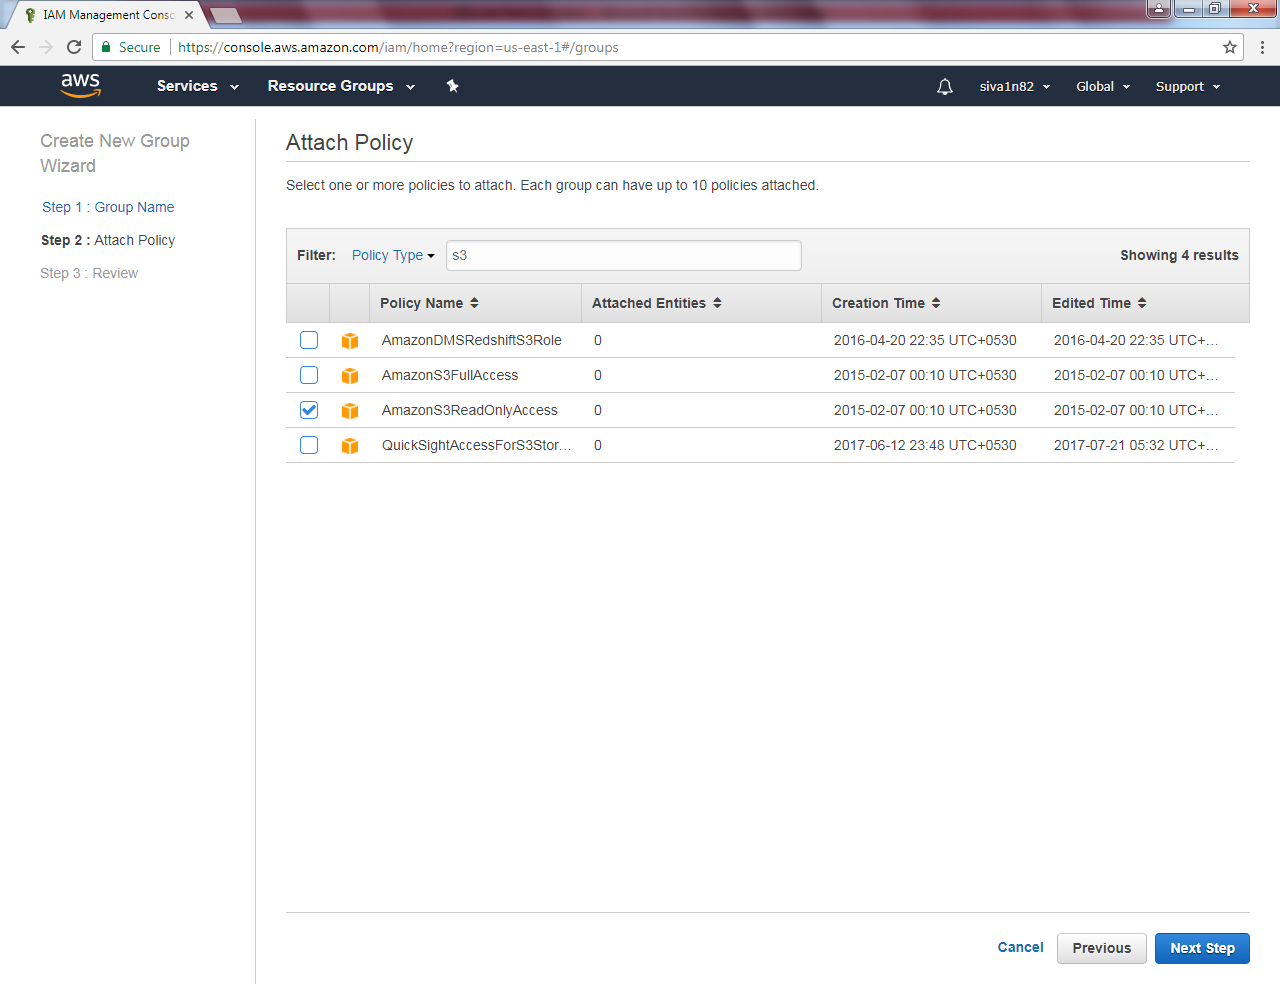 IAM Management Consc
Secure https://console.aws.amazon.com/iam/home?region=us-east-1#/groups
aws Services Resource Groups siva1n82 Global Support
Create New Group
Wizard
Step 1 : Group Name
Step 2 : Attach Policy
Step 3 : Review
Attach Policy
Select one or more policies to attach. Each group can have up to 10 policies attached.
Filter: Policy Type s3 Showing 4 results
Policy Name Attached Entities Creation Time Edited Time
AmazonDMSRedshiftS3Role 0 2016-04-20 22:35 UTC+0530 2016-04-20 22:35 UTC+…
AmazonS3FullAccess 0 2015-02-07 00:10 UTC+0530 2015-02-07 00:10 UTC+…
AmazonS3ReadOnlyAccess 0 2015-02-07 00:10 UTC+0530 2015-02-07 00:10 UTC+…
QuickSightAccessForS3Stor… 0 2017-06-12 23:48 UTC+0530 2017-07-21 05:32 UTC+…
Cancel Previous Next Step